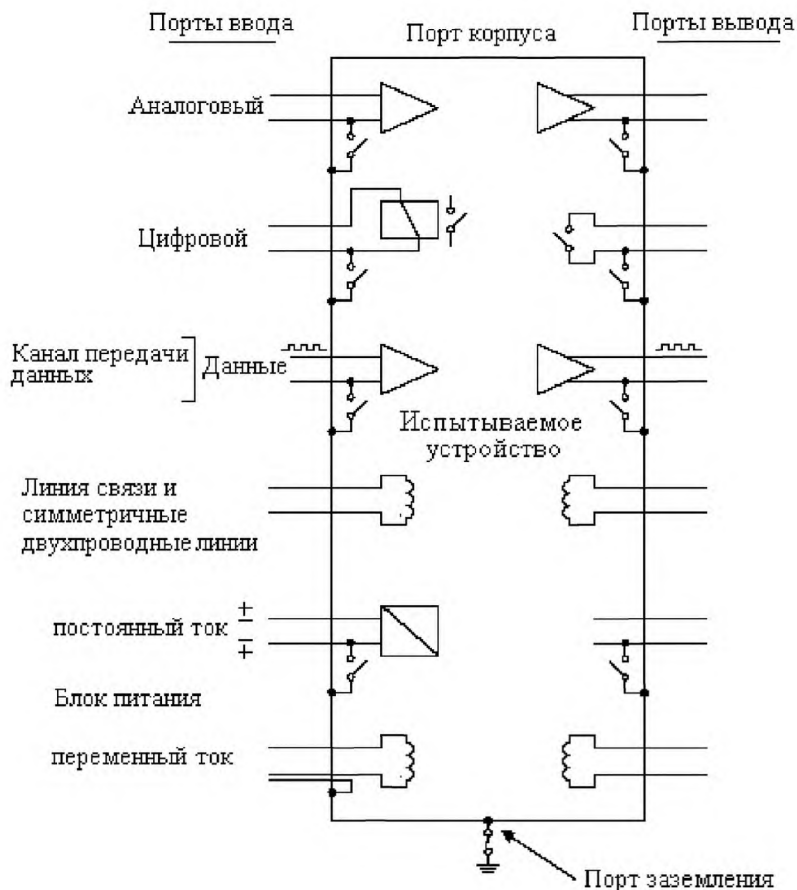 Порты ввода
Порт корпуса
Порты вывода
Аналоговый
Цифровой
Канал передачи
данных
Данные
Испытываемое
устройство
Линия связи и
симметричные
двухпроводные линии
постоянный ток
+
−
−
+
Блок питания
переменный ток
Порт заземления